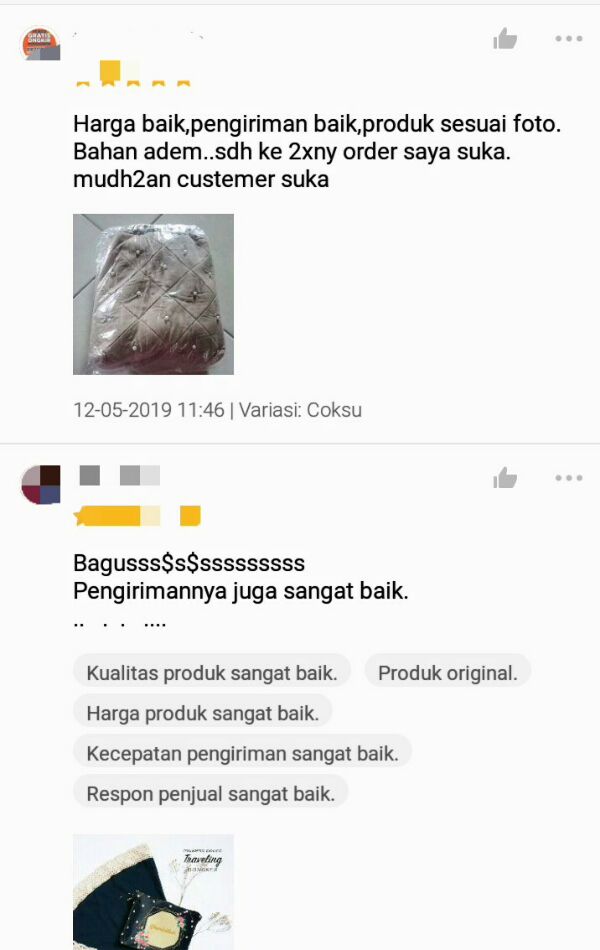 GRATIS
ONGKIR
Harga baik,pengiriman baik,produk sesuai foto.
Bahan adem..sdh ke 2xny order saya suka.
mudh2an custemer suka
12-05-2019 11:46 | Variasi: Coksu
Bagusss$s$sssssssss
Pengirimannya juga sangat baik.
.. . . ....
Kualitas produk sangat baik.
Produk original.
Harga produk sangat baik.
Kecepatan pengiriman sangat baik.
Respon penjual sangat baik.
Traveling